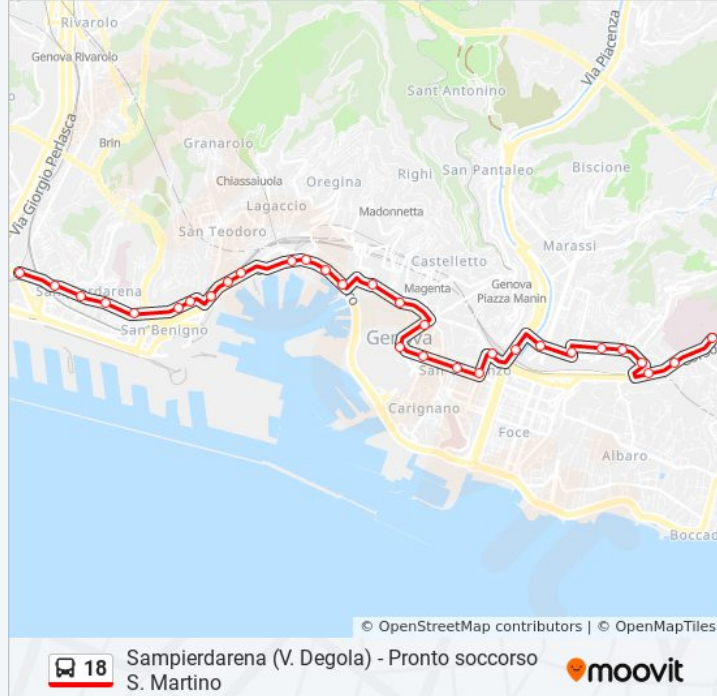 Rivarolo
Genova Rivarolo
Via Piacenza
Sant Antonino
Via Giorgio Perlasca
Brin
Granarolo
Chiassaiuola
Oregina
Righi
San Pantaleo
Biscione
Lagaccio
Madonnetta
San Teodoro
Marassi
Castelletto
Magenta
Genova
Piazza Manin
San Benigno
Genova
Carignano
Foce
Albaro
Boccad
© OpenStreetMap contributors | © OpenMapTiles
18
Sampierdarena (V. Degola) - Pronto soccorso
S. Martino
moovit